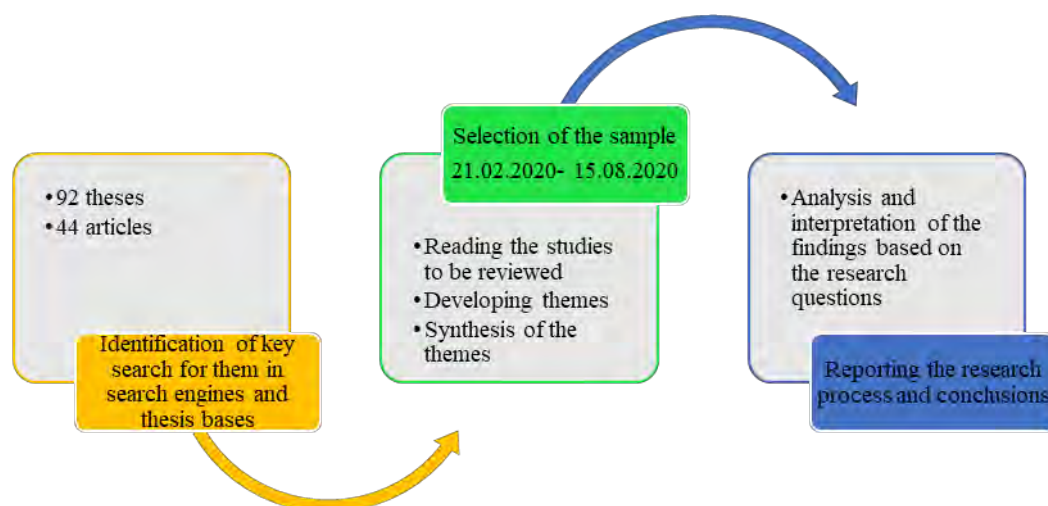 •92 theses
•44 articles
Identification of key
search for them in
search engines and
thesis bases
Selection of the sample
21.02.2020- 15.08.2020
•Reading the studies
to be reviewed
•Developing themes
•Synthesis of the
themes
•Analysis and
interpretation of the
findings based on
the research
questions
Reporting the research
process and conclusions